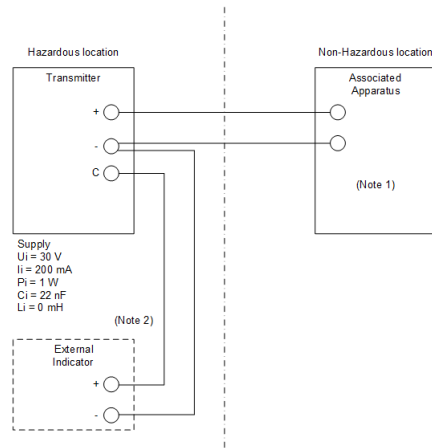 Hazardous location
Non-Hazardous location
Transmitter
+
-
C
Associated
Apparatus
(Note 1)
Supply
Ui = 30 V
Ii = 200 mA
Pi = 1 W
Ci = 22 nF
Li = 0 mH
(Note 2)
External
Indicator
+
-